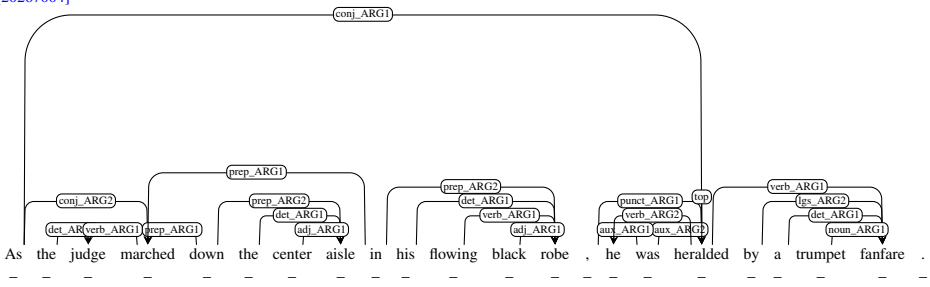 conj_ARG1
prep_ARG1
prep_ARG2 verb_ARG1
conj_ARG2 prep_ARG2 det_ARG1 punct_ARG1 top lgs_ARG2
det_ARG1 verb_ARG1 verb_ARG2 det_ARG1
verb_ARG1 prep_ARG1 adj_ARG1 adj_ARG1 aux_ARG1 aux_ARG2 noun_ARG1
As the judge marched down the center aisle in his flowing black robe , he was heralded by a trumpet fanfare .
_ _ _ _ _ _ _ _ _ _ _ _ _ _ _ _ _ _ _ _ _ _